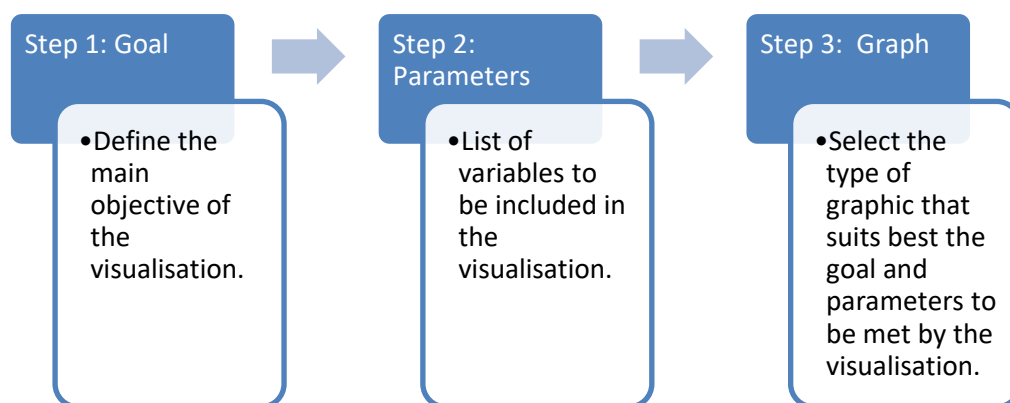 Step 1: Goal
•Define the
main
objective of
the
visualisation.
Step 2:
Parameters
•List of
variables to
be included in
the
visualisation.
Step 3:  Graph
•Select the
type of
graphic that
suits best the
goal and
parameters to
be met by the
visualisation.